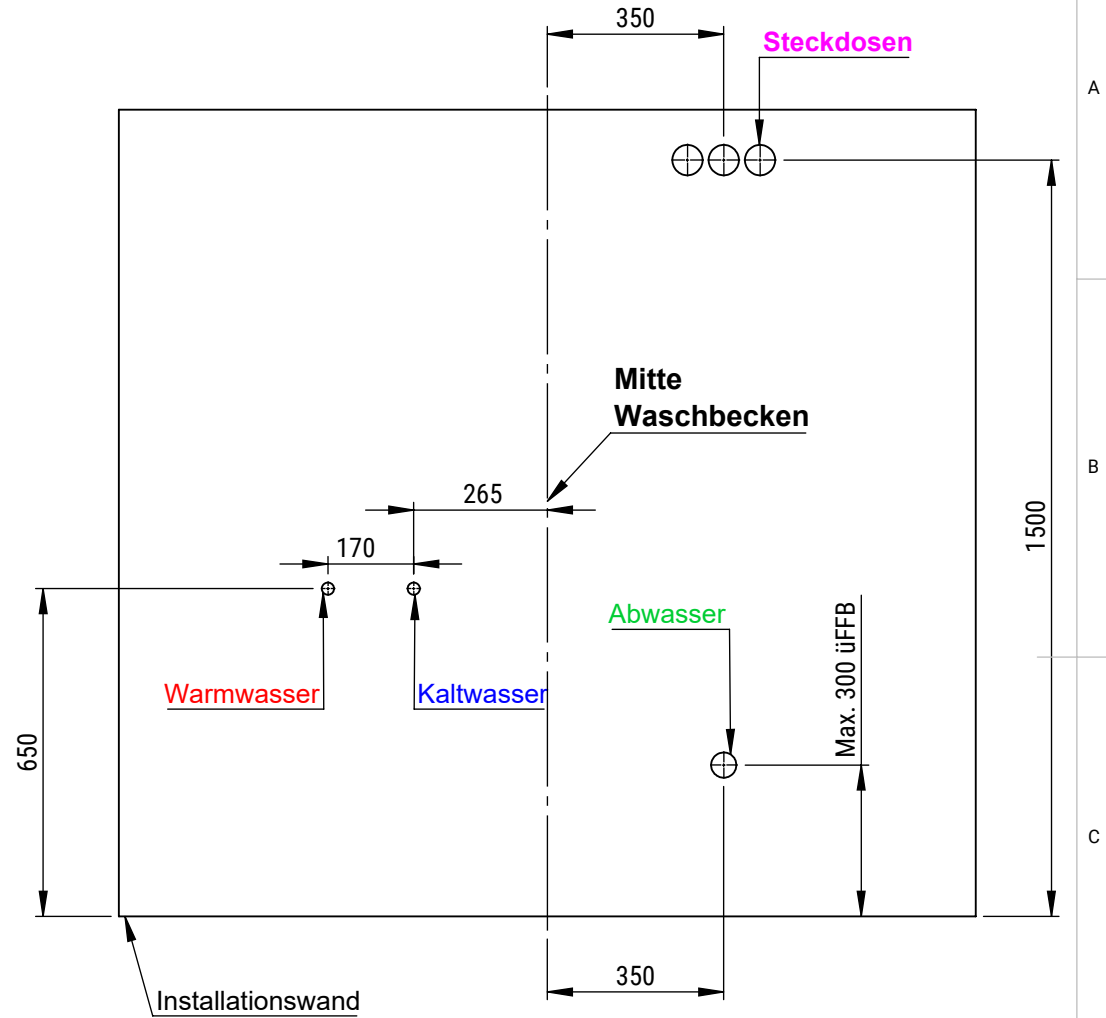 350
Steckdosen
A
Mitte
Waschbecken
B
265
1500
170
Abwasser
Max. 300 üFFB
Warmwasser
Kaltwasser
650
C
350
Installationswand